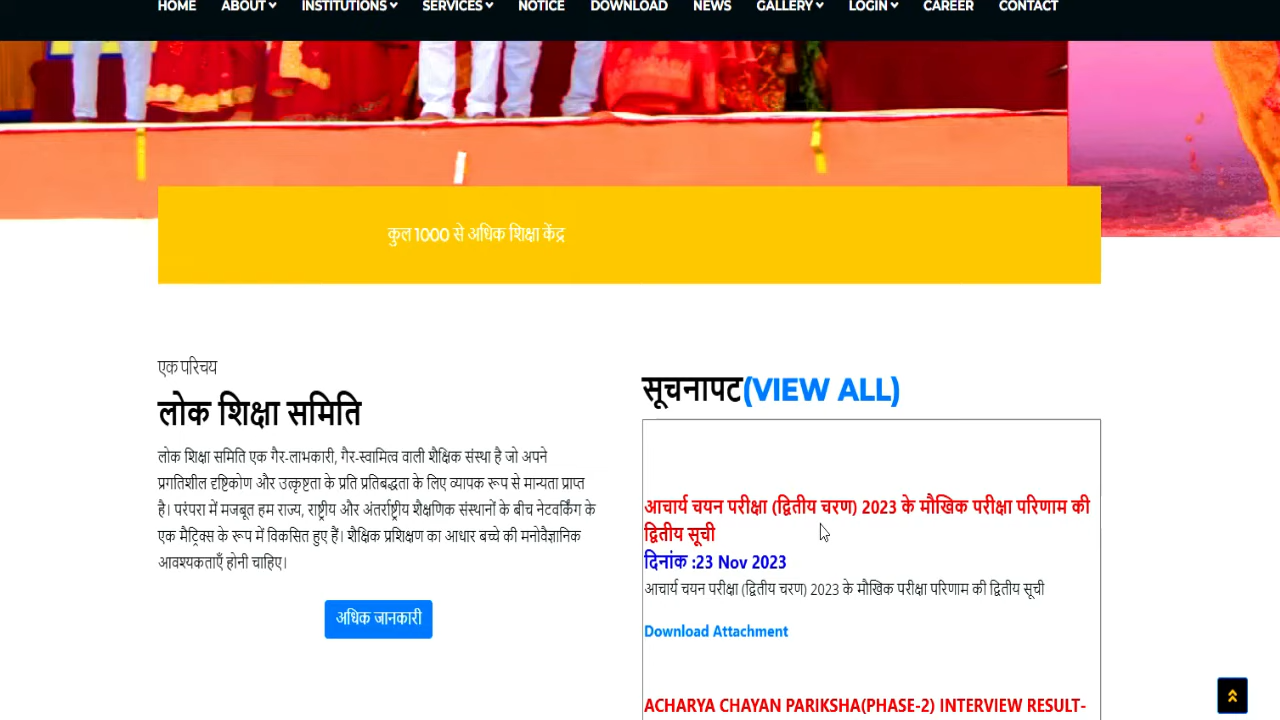 HOME ABOUT INSTITUTIONS SERVICES NOTICE DOWNLOAD NEWS GALLERY LOGIN CAREER CONTACT
कुल 1000 से अधिक शिक्षा केंद्र
एक परिचय
लोक शिक्षा समिति
लोक शिक्षा समिति एक गैर-लाभकारी, गैर-स्वामित्व वाली शैक्षिक संस्था है जो अपने
प्रगतिशील दृष्टिकोण और उत्कृष्टता के प्रति प्रतिबद्धता के लिए व्यापक रूप से मान्यता प्राप्त
है। परंपरा में मजबूत हम राज्य, राष्ट्रीय और अंतर्राष्ट्रीय शैक्षणिक संस्थानों के बीच नेटवर्किंग के
एक मैट्रिक्स के रूप में विकसित हुए हैं। शैक्षिक प्रशिक्षण का आधार बच्चे की मनोवैज्ञानिक
आवश्यकताएँ होनी चाहिए।
अधिक जानकारी
सूचनापट(VIEW ALL)
आचार्य चयन परीक्षा (द्वितीय चरण) 2023 के मौखिक परीक्षा परिणाम की
द्वितीय सूची
दिनांक :23 Nov 2023
आचार्य चयन परीक्षा (द्वितीय चरण) 2023 के मौखिक परीक्षा परिणाम की द्वितीय सूची
Download Attachment
ACHARYA CHAYAN PARIKSHA(PHASE-2) INTERVIEW RESULT-